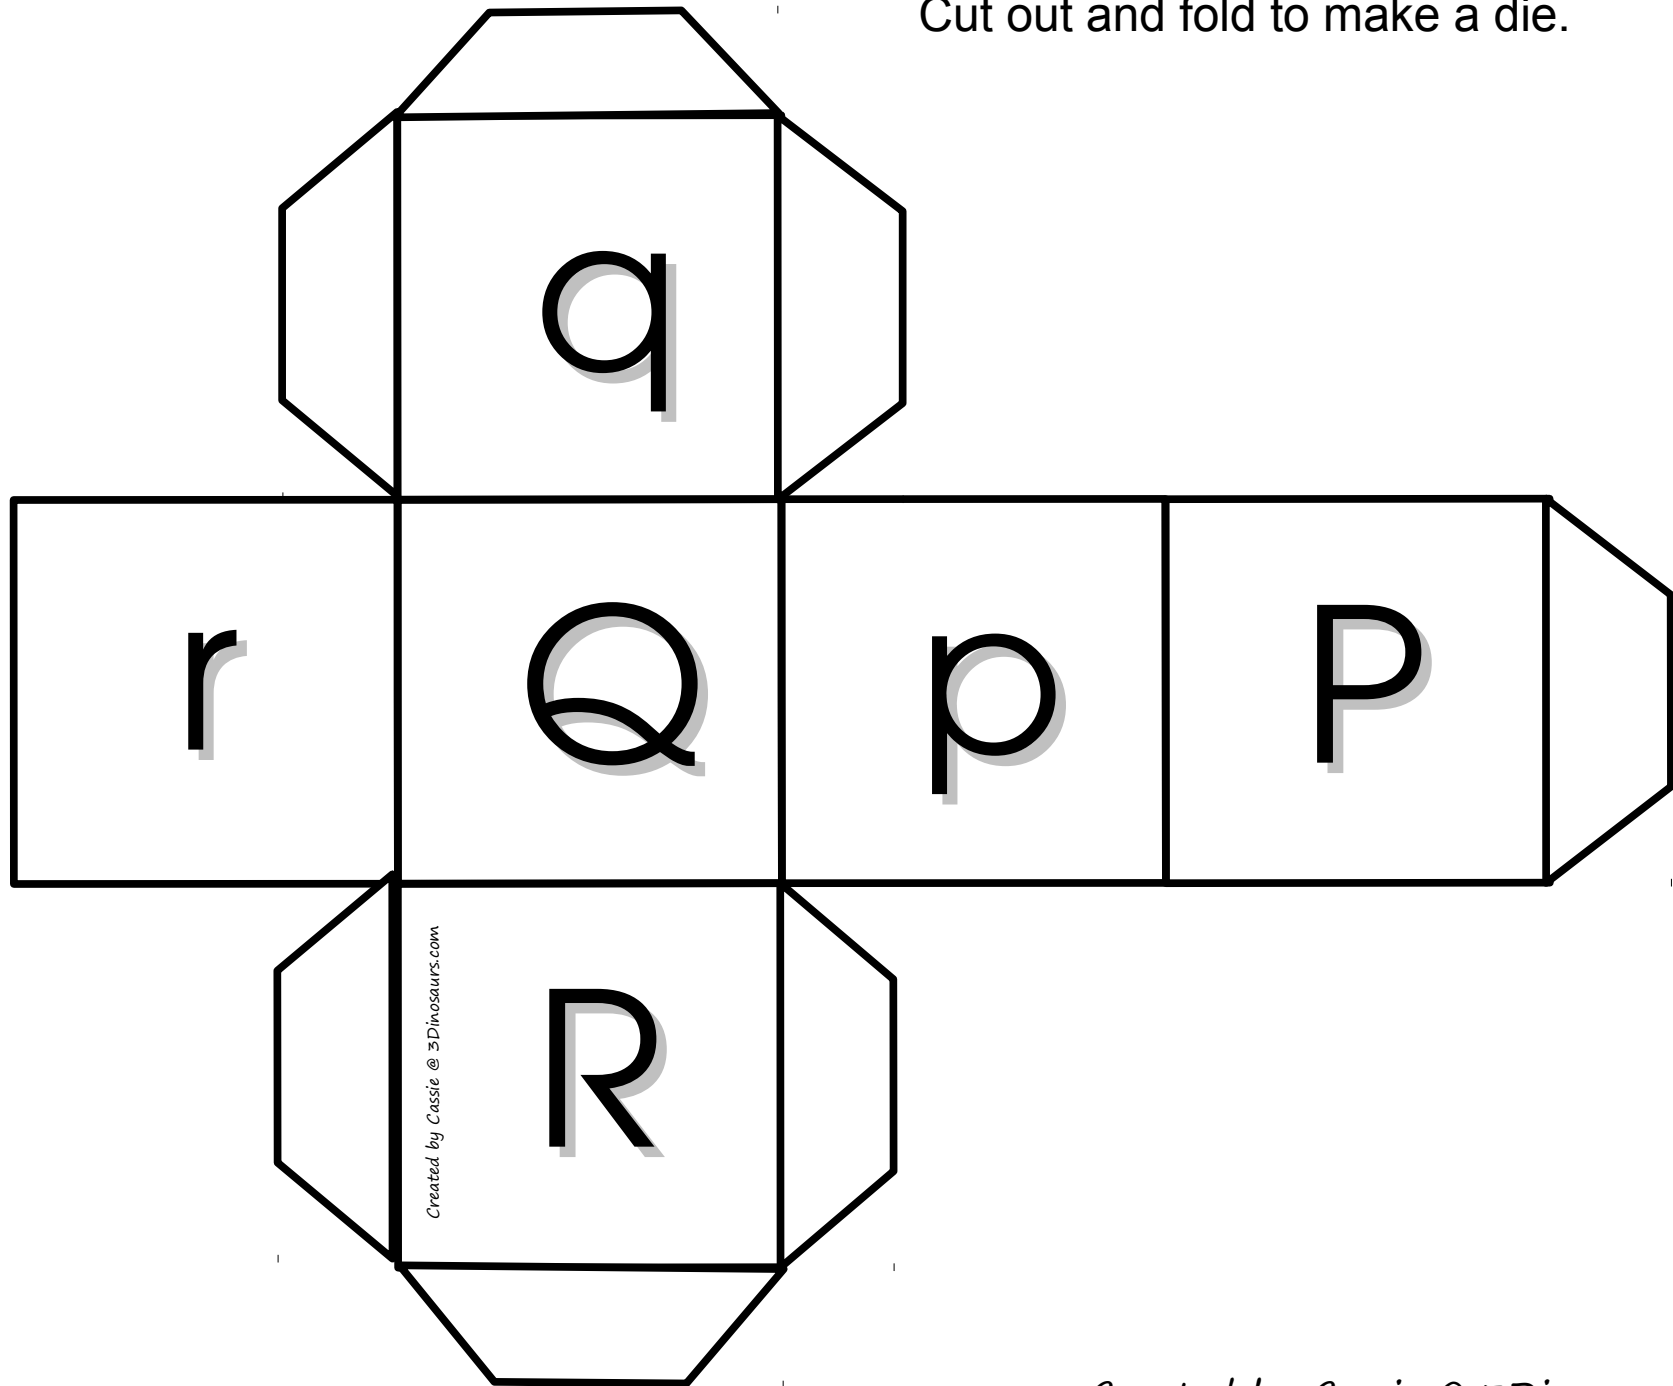 Cut out and fold to make a die.
q
r Q p P
Created by Cassie @ 3Dinosaurs.com
R